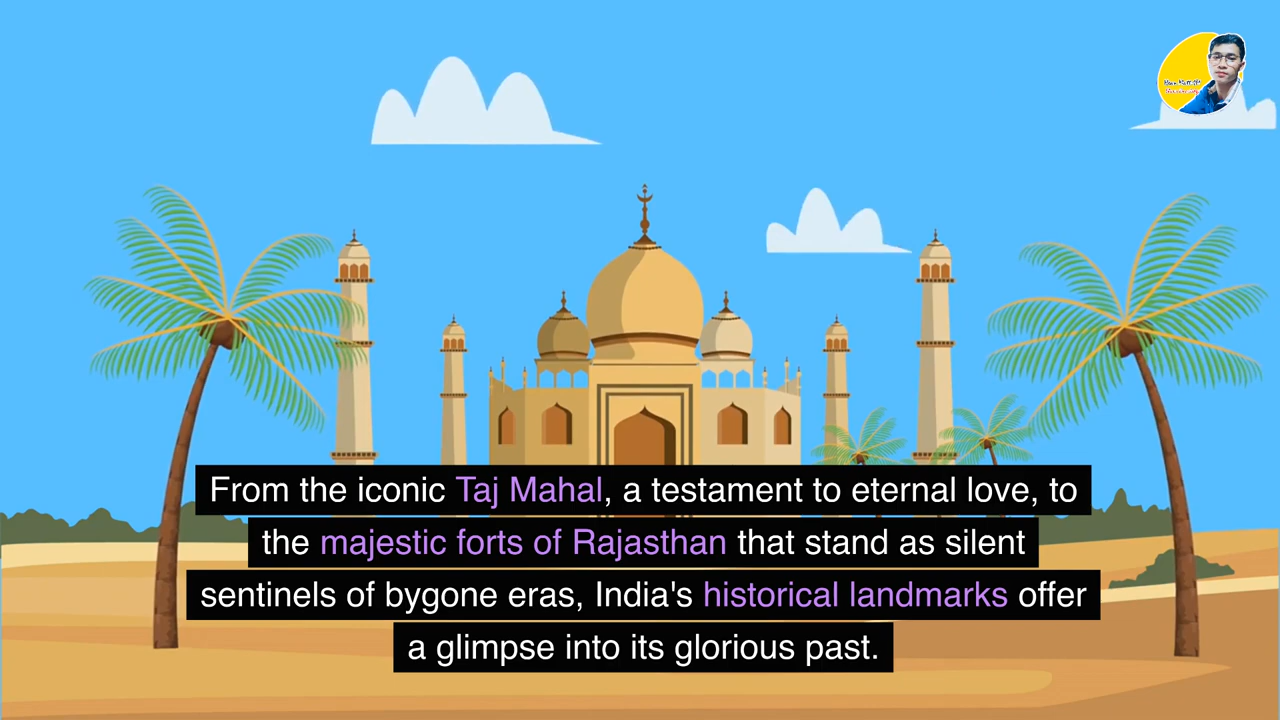 From the iconic Taj Mahal, a testament to eternal love, to
the majestic forts of Rajasthan that stand as silent
sentinels of bygone eras, India's historical landmarks offer
a glimpse into its glorious past.